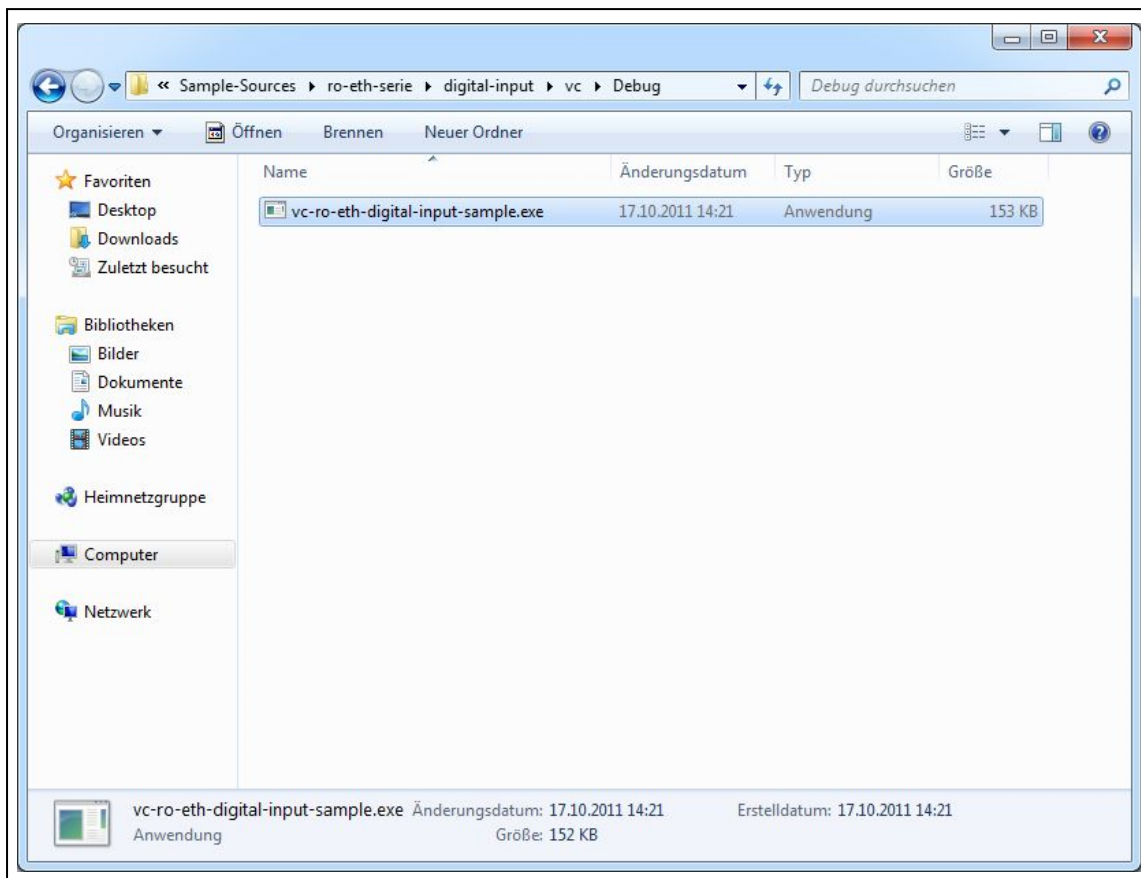 « Sample-Sources ▸ ro-eth-serie ▸ digital-input ▸ vc ▸ Debug Debug durchsuchen
Organisieren Öffnen Brennen Neuer Ordner
Name Änderungsdatum Typ Größe
Favoriten
vc-ro-eth-digital-input-sample.exe 17.10.2011 14:21 Anwendung 153 KB
Desktop
Downloads
Zuletzt besucht
Bibliotheken
Bilder
Dokumente
Musik
Videos
Heimnetzgruppe
Computer
Netzwerk
vc-ro-eth-digital-input-sample.exe Änderungsdatum: 17.10.2011 14:21 Erstelldatum: 17.10.2011 14:21
Anwendung Größe: 152 KB